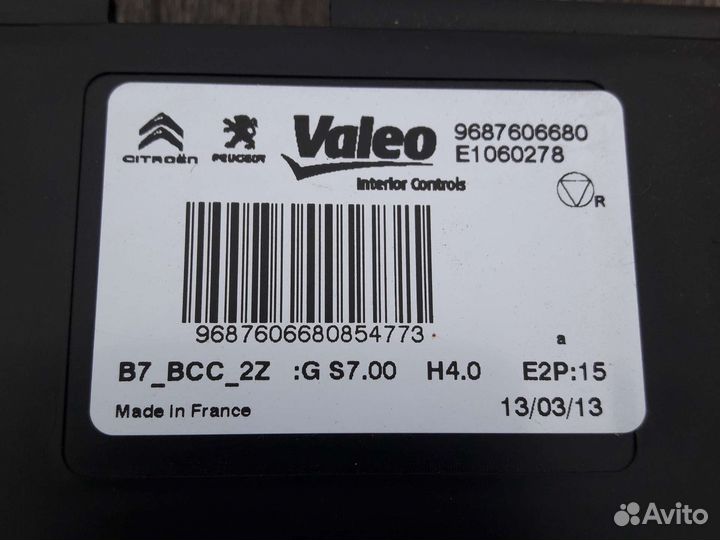 CITROËN PEUGEOT Valeo 9687606680
E1060278
Interior Controls
R
9687606680854773
a
B7_BCC_2Z :G S7.00 H4.0 E2P:15
Made in France 13/03/13
Avito